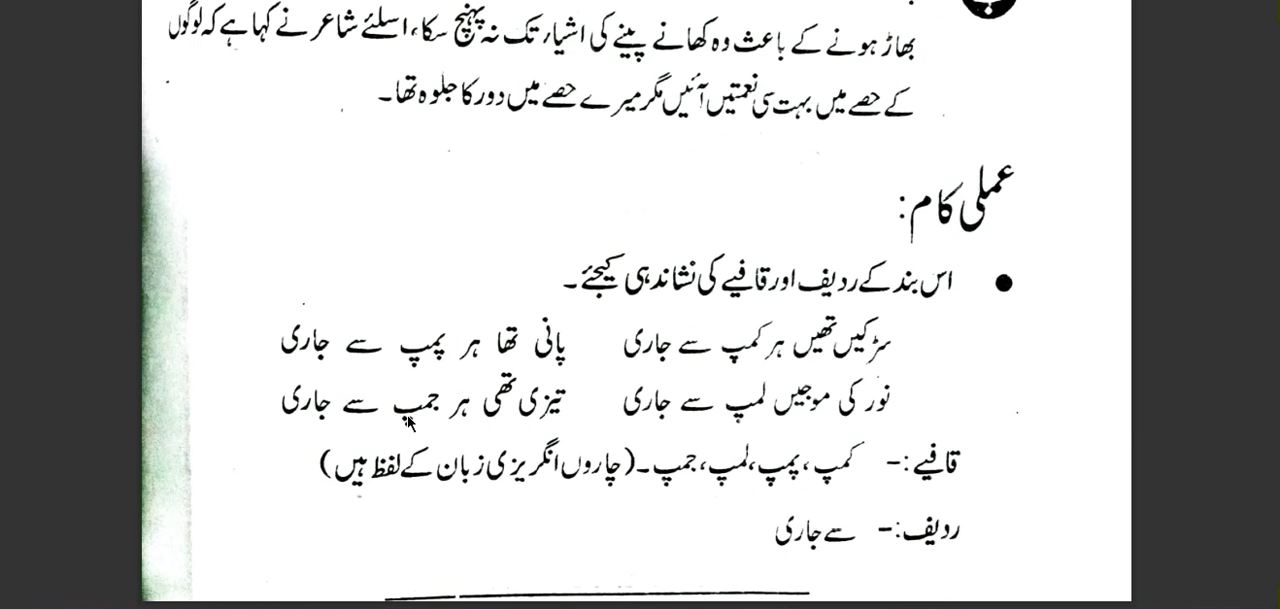 بھاڑ ہونے کے باعث وہ کھانے پینے کی اشیاء تک نہ پہنچ سکا، اسلئے شاعر نے کہا ہے کہ لوگوں
کے حصے میں بہت سی نعمتیں آئیں مگر میرے حصے میں دور کا جلوہ تھا۔
عملی کام:
● اس بند کے ردیف اور قافیے کی نشاندہی کیجئے۔
سڑکیں تھیں ہر کمپ سے جاری پانی تھا ہر پمپ سے جاری
نور کی موجیں لمپ سے جاری تیزی تھی ہر جمپ سے جاری
قافیے:- کمپ، پمپ، لمپ، جمپ۔ (چاروں انگریزی زبان کے لفظ ہیں)
ردیف:- سے جاری